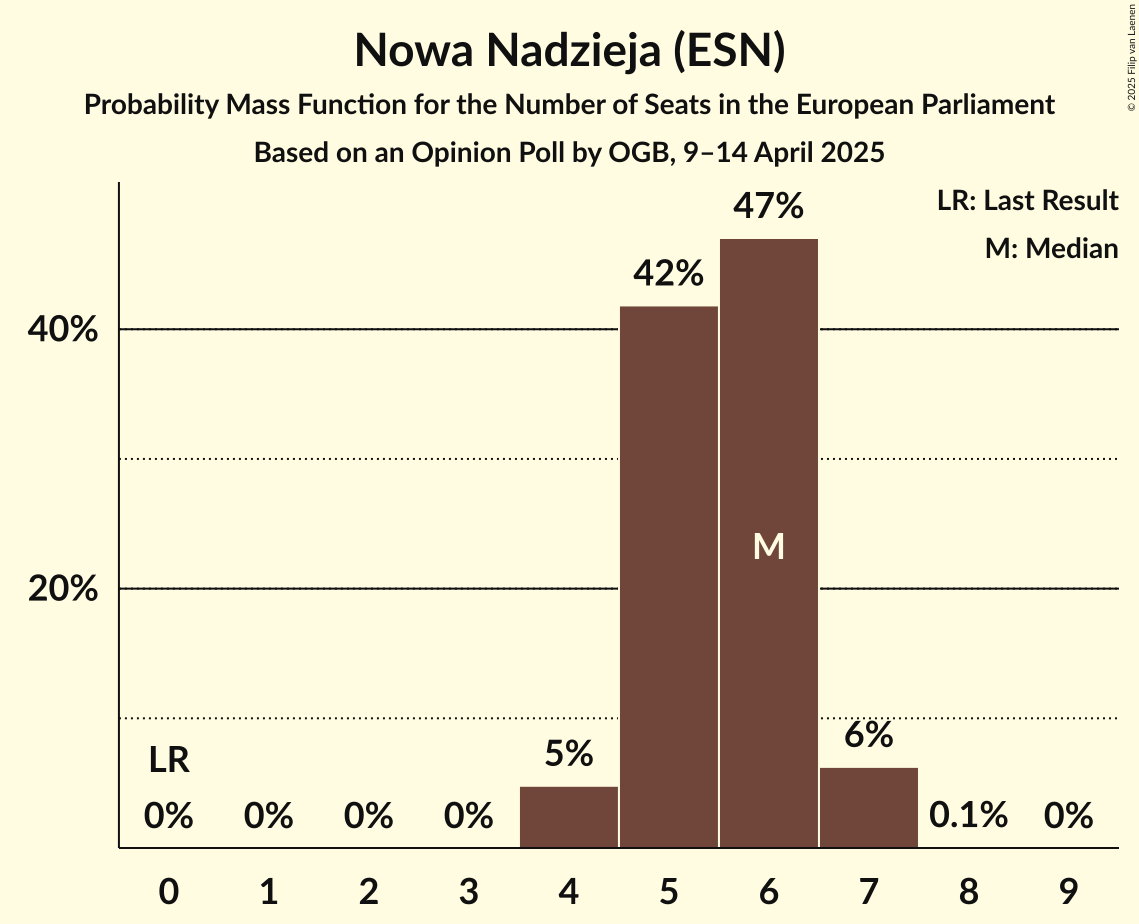 Nowa Nadzieja (ESN)
Probability Mass Function for the Number of Seats in the European Parliament
Based on an Opinion Poll by OGB, 9–14 April 2025
© 2025 Filip van Laenen
LR: Last Result
M: Median
47%
42%
40%
M
20%
6%
5%
LR
0% 0% 0% 0% 0.1% 0%
0 1 2 3 4 5 6 7 8 9